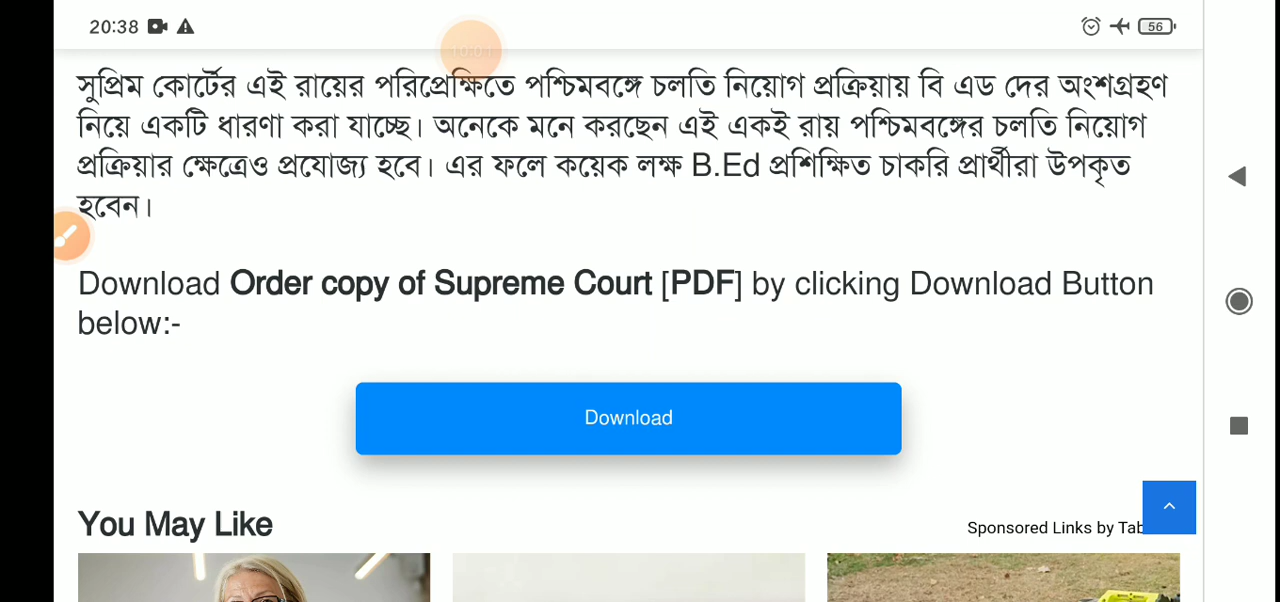 20:38
56
সুপ্রিম কোর্টের এই রায়ের পরিপ্রেক্ষিতে পশ্চিমবঙ্গে চলতি নিয়োগ প্রক্রিয়ায় বি এড দের অংশগ্রহণ
নিয়ে একটি ধারণা করা যাচ্ছে। অনেকে মনে করছেন এই একই রায় পশ্চিমবঙ্গের চলতি নিয়োগ
প্রক্রিয়ার ক্ষেত্রেও প্রযোজ্য হবে। এর ফলে কয়েক লক্ষ B.Ed প্রশিক্ষিত চাকরি প্রার্থীরা উপকৃত
হবেন।
Download Order copy of Supreme Court [PDF] by clicking Download Button
below:-
Download
You May Like
Sponsored Links by